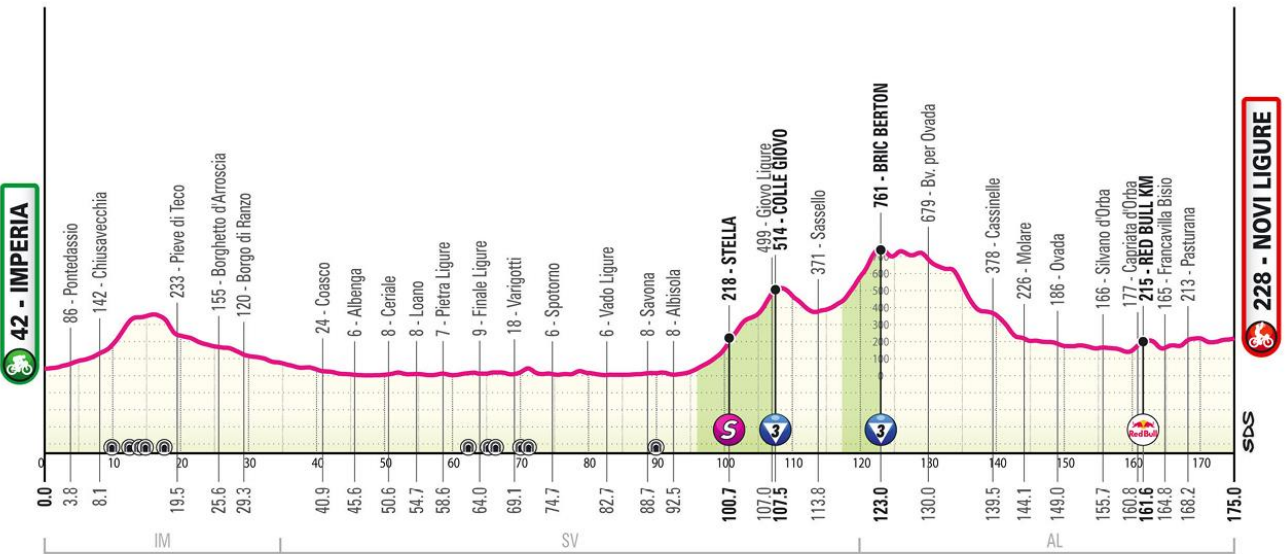 42 - IMPERIA
86 - Pontedassio
142 - Chiusavecchia
233 - Pieve di Teco
155 - Borghetto d'Arroscia
120 - Borgo di Ranzo
24 - Coasco
6 - Albenga
8 - Ceriale
8 - Loano
7 - Pietra Ligure
9 - Finale Ligure
18 - Varigotti
6 - Spotorno
6 - Vado Ligure
8 - Savona
8 - Albisola
218 - STELLA
499 - Giovo Ligure
514 - COLLE GIOVO
371 - Sassello
761 - BRIC BERTON
679 - Bv. per Ovada
378 - Cassinelle
226 - Molare
186 - Ovada
166 - Silvano d'Orba
177 - Capriata d'Orba
215 - RED BULL KM
165 - Francavilla Bisio
213 - Pasturana
228 - NOVI LIGURE
600
500
400
300
200
100
0
S
3
3
Red Bull
SDS
0 10 20 30 40 50 60 70 80 90 100 110 120 130 140 150 160 170
0.0
3.8
8.1
19.5
25.6
29.3
40.9
45.6
50.6
54.7
58.6
64.0
69.1
74.7
82.7
88.7
92.5
100.7
107.0
107.5
113.8
123.0
130.0
139.5
144.1
149.0
155.7
160.8
161.6
164.8
168.2
175.0
IM
SV
AL